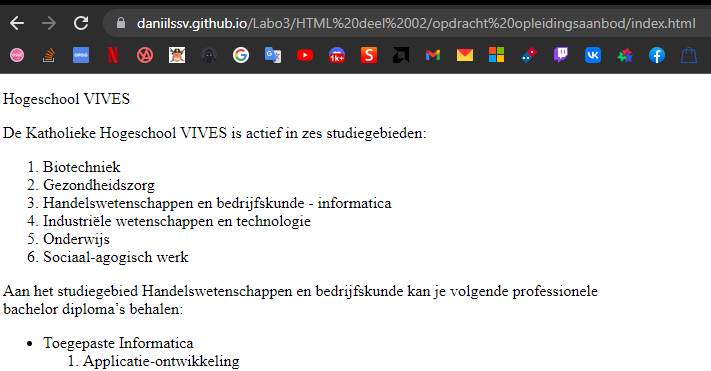 daniilssv.github.io/Labo3/HTML%20deel%2002/opdracht%20opleidingsaanbod/index.html
1k+
Hogeschool VIVES
De Katholieke Hogeschool VIVES is actief in zes studiegebieden:
1. Biotechniek
2. Gezondheidszorg
3. Handelswetenschappen en bedrijfskunde - informatica
4. Industriële wetenschappen en technologie
5. Onderwijs
6. Sociaal-agogisch werk
Aan het studiegebied Handelswetenschappen en bedrijfskunde kan je volgende professionele
bachelor diploma’s behalen:
• Toegepaste Informatica
1. Applicatie-ontwikkeling